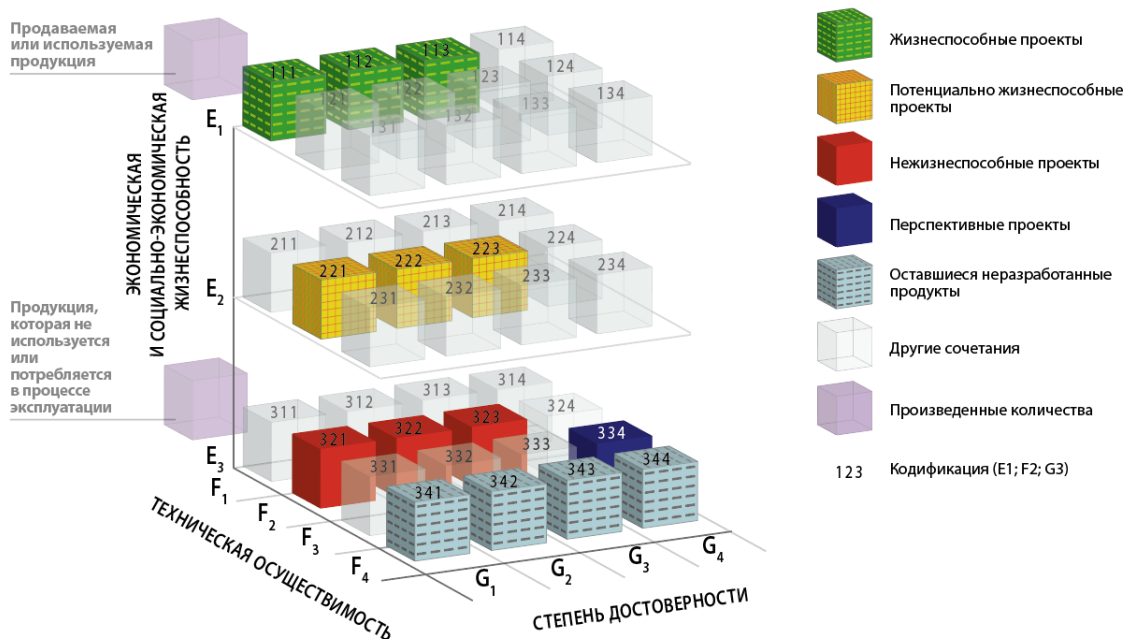 Продаваемая
или используемая
продукция
ЭКОНОМИЧЕСКАЯ
И СОЦИАЛЬНО-ЭКОНОМИЧЕСКАЯ
ЖИЗНЕСПОСОБНОСТЬ
Продукция,
которая не
используется
или
потребляется
в процессе
эксплуатации
E1
111
112
113
114
121
122
123
124
131
132
133
134
E2
211
212
213
214
221
222
223
224
231
232
233
234
E3
311
312
313
314
321
322
323
324
331
332
333
334
341
342
343
344
F1
F2
F3
F4
ТЕХНИЧЕСКАЯ ОСУЩЕСТВИМОСТЬ
G1
G2
G3
G4
СТЕПЕНЬ ДОСТОВЕРНОСТИ
Жизнеспособные проекты
Потенциально жизнеспособные
проекты
Нежизнеспособные проекты
Перспективные проекты
Оставшиеся неразработанные
продукты
Другие сочетания
Произведенные количества
123 Кодификация (E1; F2; G3)